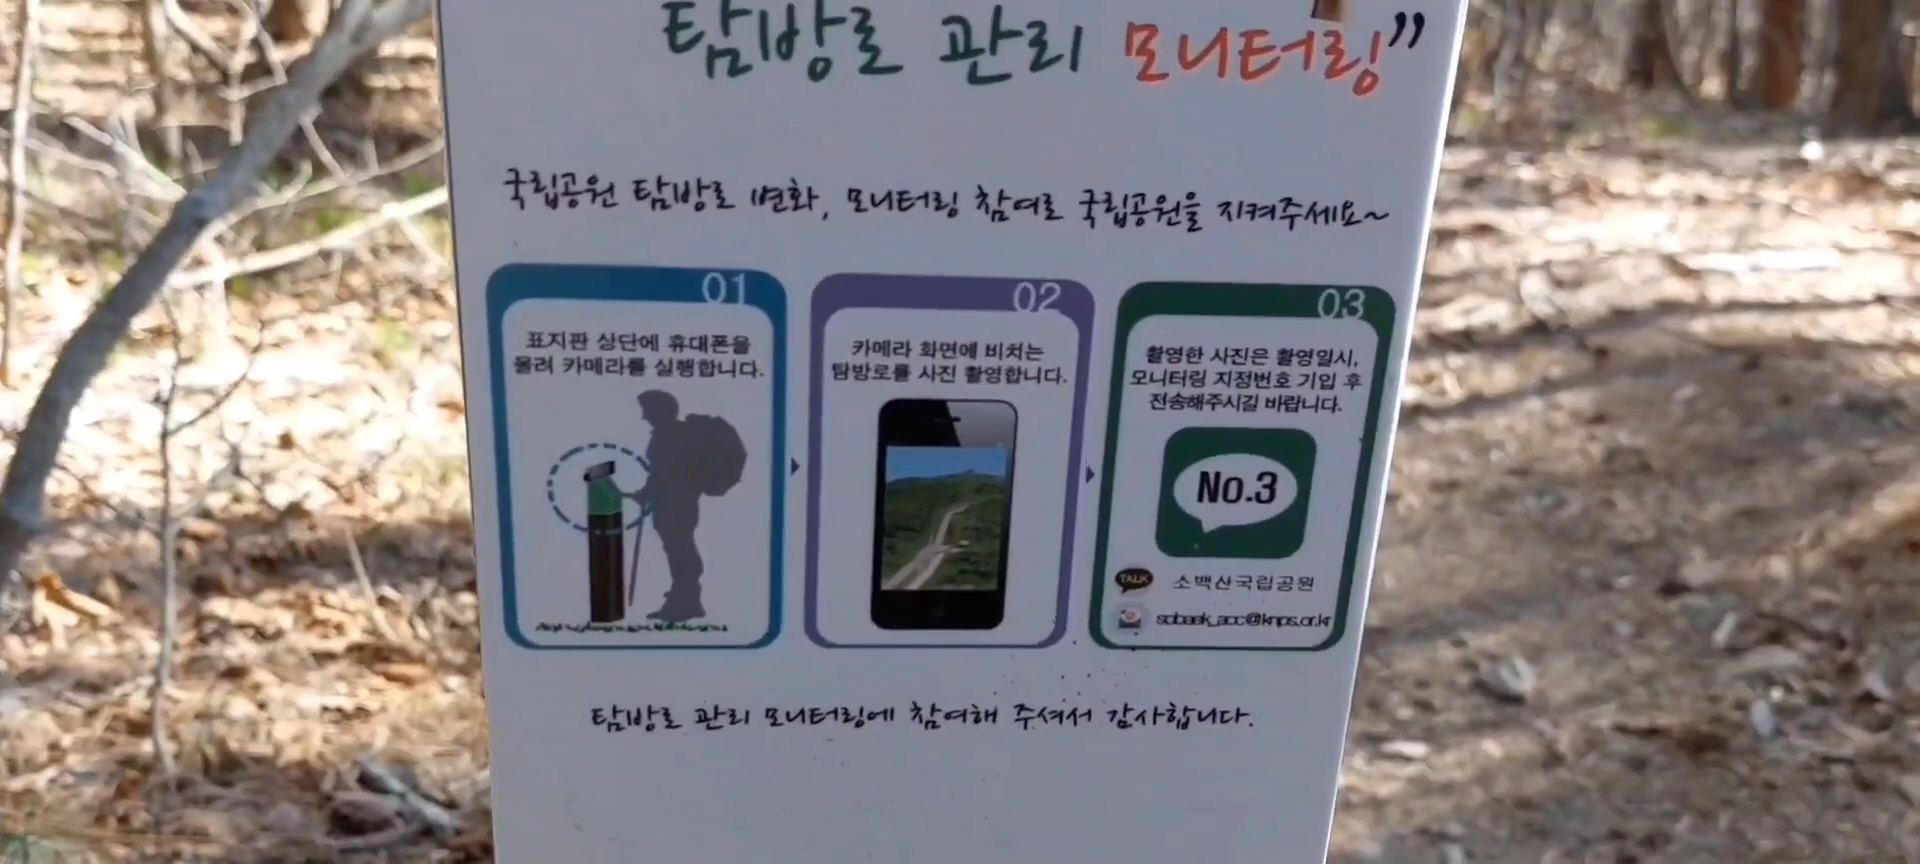 탐방로 관리 모니터링”
국립공원 탐방로 변화, 모니터링 참여로 국립공원을 지켜주세요~
01
표지판 상단에 휴대폰을
올려 카메라를 실행합니다.
02
카메라 화면에 비치는
탐방로를 사진 촬영합니다.
03
촬영한 사진은 촬영일시,
모니터링 지정번호 기입 후
전송해주시길 바랍니다.
No.3
TALK 소백산국립공원
sobaek_acc@knps.or.kr
탐방로 관리 모니터링에 참여해 주셔서 감사합니다.